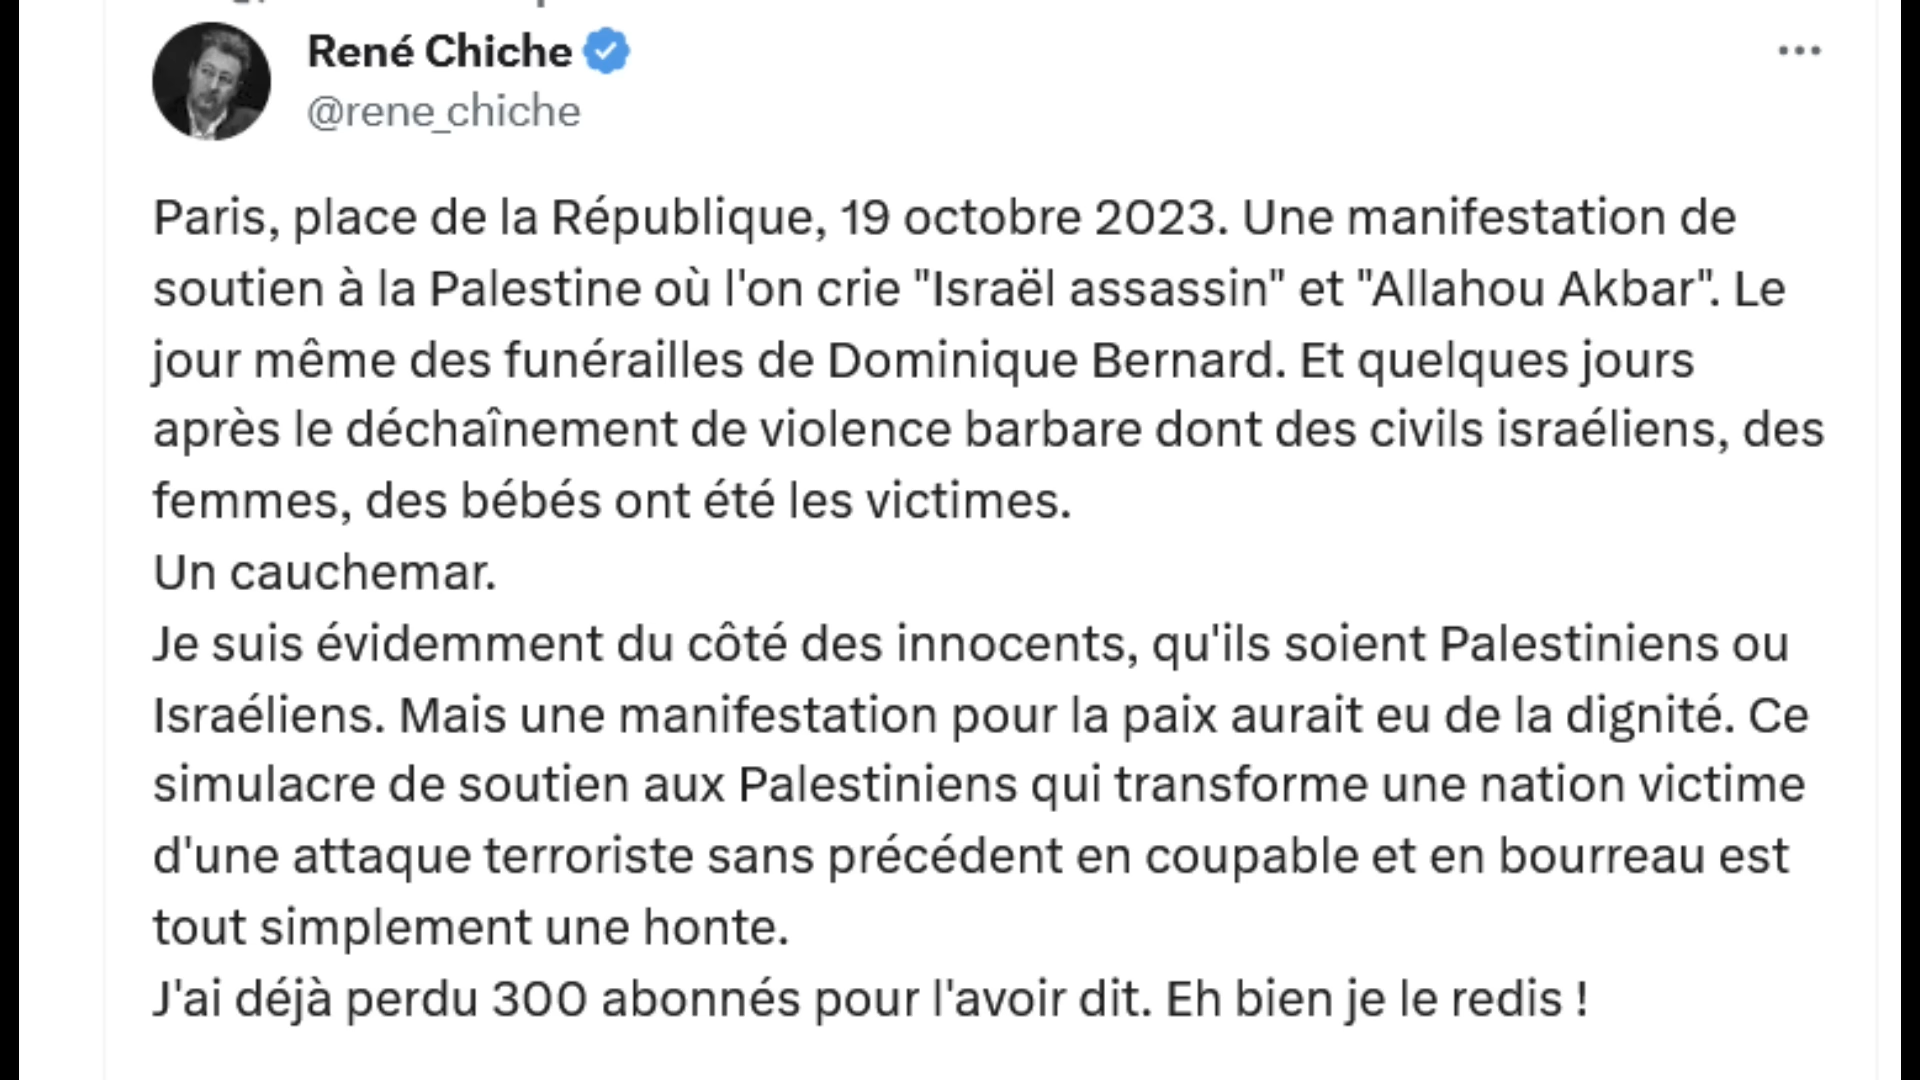 René Chiche
@rene_chiche
Paris, place de la République, 19 octobre 2023. Une manifestation de
soutien à la Palestine où l'on crie "Israël assassin" et "Allahou Akbar". Le
jour même des funérailles de Dominique Bernard. Et quelques jours
après le déchaînement de violence barbare dont des civils israéliens, des
femmes, des bébés ont été les victimes.
Un cauchemar.
Je suis évidemment du côté des innocents, qu'ils soient Palestiniens ou
Israéliens. Mais une manifestation pour la paix aurait eu de la dignité. Ce
simulacre de soutien aux Palestiniens qui transforme une nation victime
d'une attaque terroriste sans précédent en coupable et en bourreau est
tout simplement une honte.
J'ai déjà perdu 300 abonnés pour l'avoir dit. Eh bien je le redis !